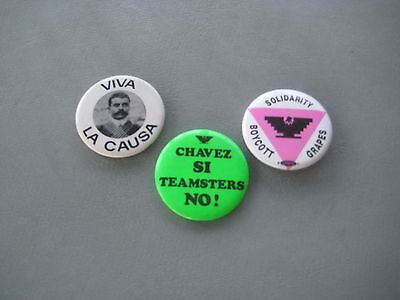 VIVA
LA CAUSA
CHAVEZ
SI
TEAMSTERS
NO!
SOLIDARITY
BOYCOTT
GRAPES